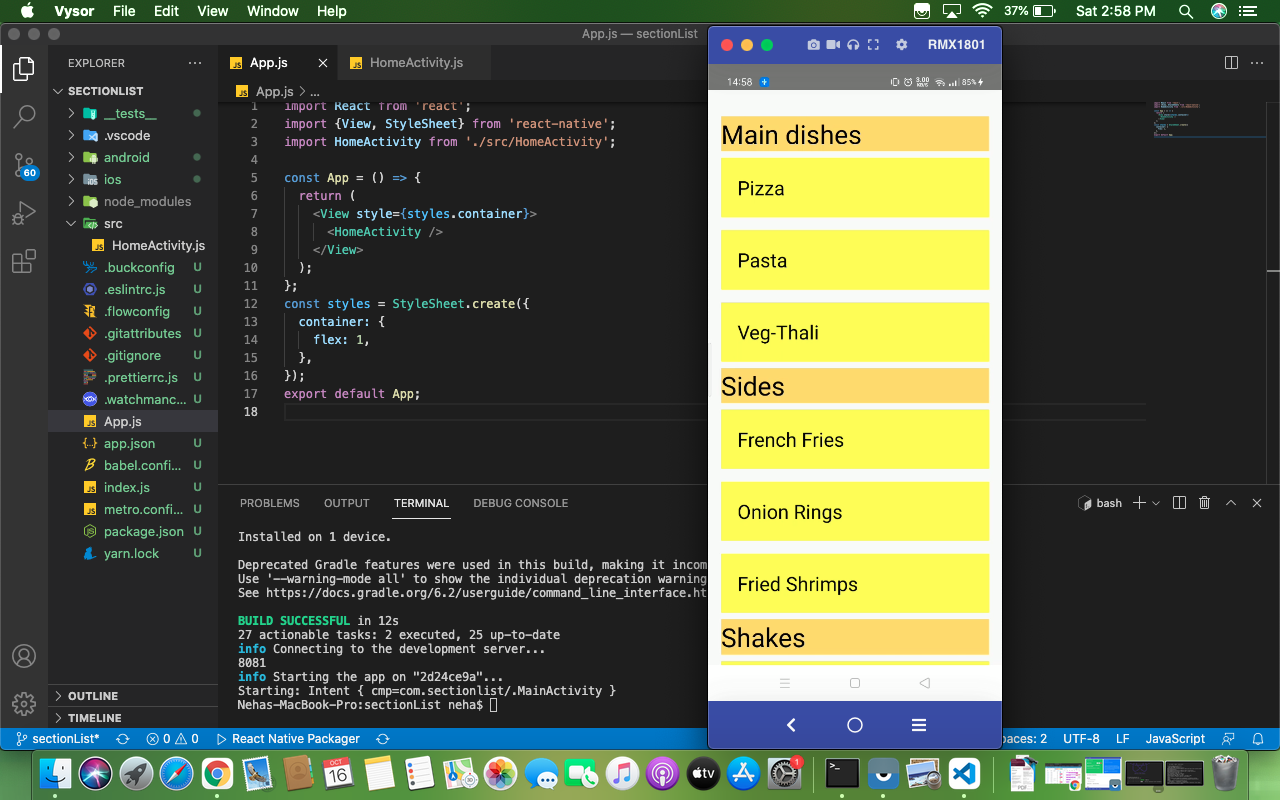 Vysor File Edit View Window Help
37% Sat 2:58 PM
App.js — sectionList
EXPLORER
SECTIONLIST
__tests__
.vscode
android
ios
node_modules
src
HomeActivity.js
.buckconfig U
.eslintrc.js U
.flowconfig U
.gitattributes U
.gitignore U
.prettierrc.js U
.watchmanc... U
App.js
app.json U
babel.confi... U
index.js U
metro.confi... U
package.json U
yarn.lock U
OUTLINE
TIMELINE
60
App.js HomeActivity.js
App.js > ...
1 import React from 'react';
2 import {View, StyleSheet} from 'react-native';
3 import HomeActivity from './src/HomeActivity';
4
5 const App = () => {
6 return (
7 <View style={styles.container}>
8 <HomeActivity />
9 </View>
10 );
11 };
12 const styles = StyleSheet.create({
13 container: {
14 flex: 1,
15 },
16 });
17 export default App;
18
PROBLEMS OUTPUT TERMINAL DEBUG CONSOLE
bash
Installed on 1 device.
Deprecated Gradle features were used in this build, making it incom
Use '--warning-mode all' to show the individual deprecation warning
See https://docs.gradle.org/6.2/userguide/command_line_interface.ht
BUILD SUCCESSFUL in 12s
27 actionable tasks: 2 executed, 25 up-to-date
info Connecting to the development server...
8081
info Starting the app on "2d24ce9a"...
Starting: Intent { cmp=com.sectionlist/.MainActivity }
Nehas-MacBook-Pro:sectionList neha$
RMX1801
14:58
85%
Main dishes
Pizza
Pasta
Veg-Thali
Sides
French Fries
Onion Rings
Fried Shrimps
Shakes
sectionList* 0 0 React Native Packager
paces: 2 UTF-8 LF JavaScript
OCT
16
tv
1